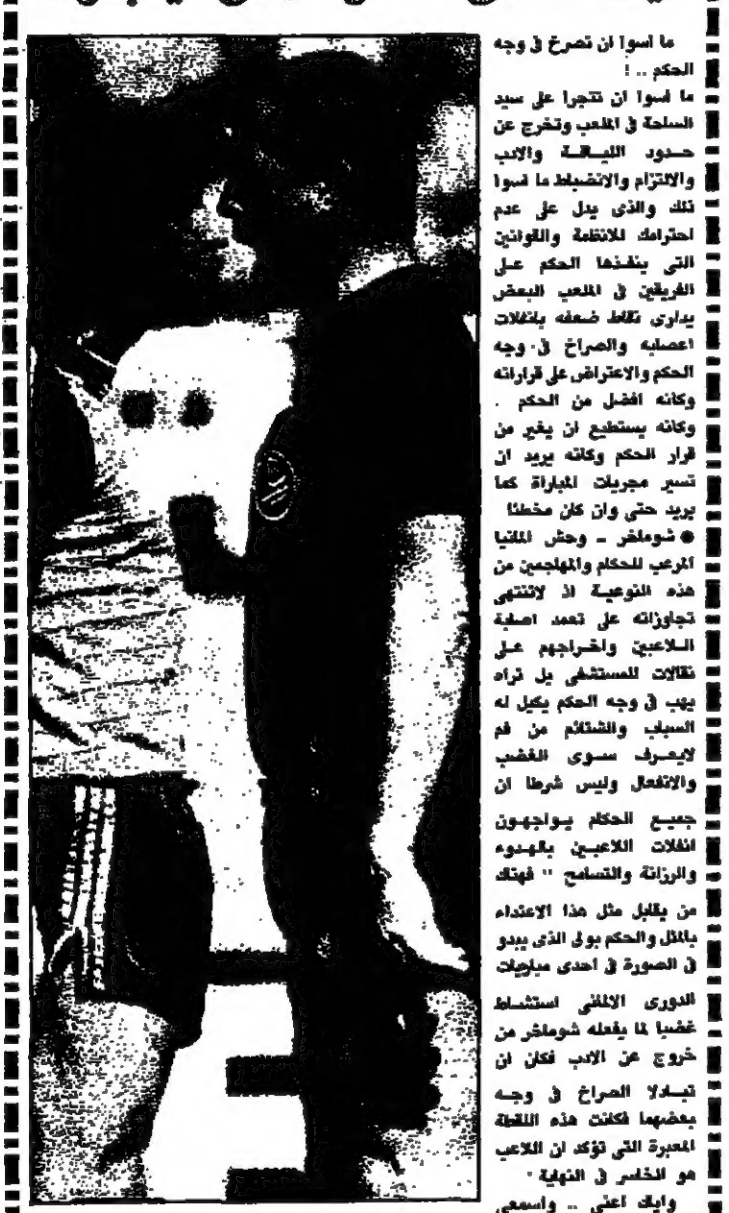 ما اسوا ان تصرخ في وجه
الحكم .. !
ما اسوا ان تتجرا على سيد
الساحة في الملعب وتخرج عن
حدود اللياقة والادب
والالتزام والانضباط ما اسوا
ذلك والذى يدل على عدم
احترامك للانظمة والقوانين
التى ينفذها الحكم على
الفريقين في الملعب البعض
يدارى نقاط ضعفه بانفلات
اعصابه والصراخ في وجه
الحكم والاعتراض على قراراته
وكانه افضل من الحكم .
وكانه يستطيع ان يغير من
قرار الحكم وكانه يريد ان
تسير مجريات المباراة كما
يريد حتى وان كان مخطئا
● شوماخر ـ وحش المانيا
المرعب للحكام والمهاجمين من
هذه النوعية اذ لاتنتهى
تجاوزاته على تعمد اصابة
اللاعبين واخراجهم على
نقالات للمستشفى بل تراه
يهب في وجه الحكم يكيل له
السباب والشتائم من فم
لايعرف سوى الغضب
والانفعال وليس شرطا ان
جميع الحكام يواجهون
انفلات اللاعبين بالهدوء
والرزانة والتسامح .. فهناك
من يقابل مثل هذا الاعتداء
بالمثل والحكم بولى الذى يبدو
في الصورة في احدى مباريات
الدورى الالمانى استشاط
غضبا لما يفعله شوماخر من
خروج عن الادب فكان ان
تبادلا الصراخ في وجه
بعضهما فكانت هذه اللقطة
المعبرة التى تؤكد ان اللاعب
هو الخاسر في النهاية .
واياك اعنى .. واسمعى